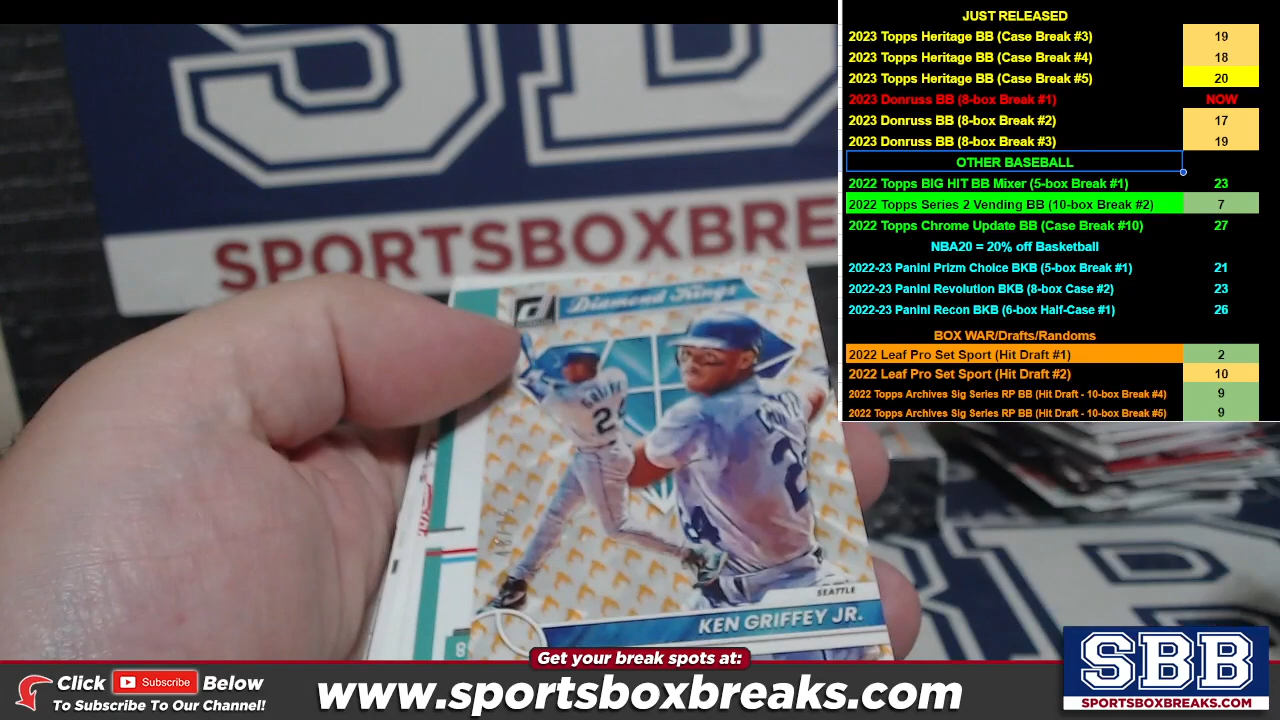 SPORTSBOXBRE
Diamond Kings
SEATTLE
KEN GRIFFEY JR.
JUST RELEASED
2023 Topps Heritage BB (Case Break #3) 19
2023 Topps Heritage BB (Case Break #4) 18
2023 Topps Heritage BB (Case Break #5) 20
2023 Donruss BB (8-box Break #1) NOW
2023 Donruss BB (8-box Break #2) 17
2023 Donruss BB (8-box Break #3) 19
OTHER BASEBALL
2022 Topps BIG HIT BB Mixer (5-box Break #1) 23
2022 Topps Series 2 Vending BB (10-box Break #2) 7
2022 Topps Chrome Update BB (Case Break #10) 27
NBA20 = 20% off Basketball
2022-23 Panini Prizm Choice BKB (5-box Break #1) 21
2022-23 Panini Revolution BKB (8-box Case #2) 23
2022-23 Panini Recon BKB (6-box Half-Case #1) 26
BOX WAR/Drafts/Randoms
2022 Leaf Pro Set Sport (Hit Draft #1) 2
2022 Leaf Pro Set Sport (Hit Draft #2) 10
2022 Topps Archives Sig Series RP BB (Hit Draft - 10-box Break #4) 9
2022 Topps Archives Sig Series RP BB (Hit Draft - 10-box Break #5) 9
Get your break spots at:
Click Subscribe Below
To Subscribe To Our Channel!
www.sportsboxbreaks.com
SBB
SPORTSBOXBREAKS.COM